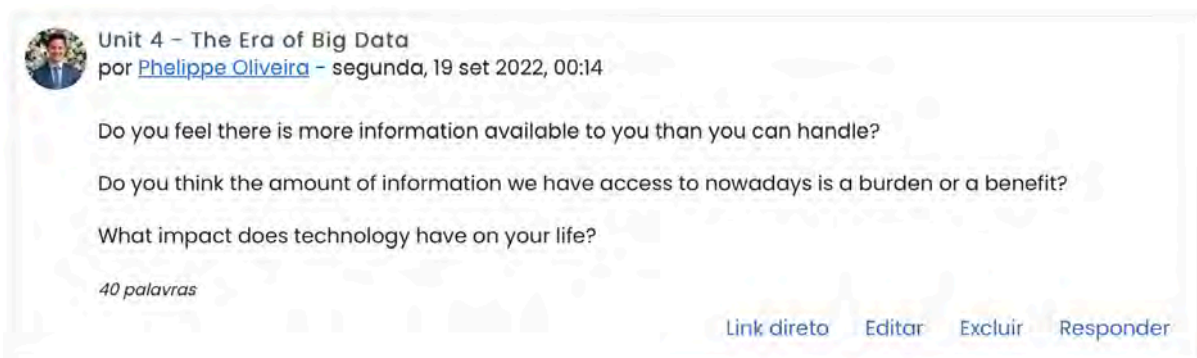 Unit 4 - The Era of Big Data
por Phelippe Oliveira - segunda, 19 set 2022, 00:14
Do you feel there is more information available to you than you can handle?
Do you think the amount of information we have access to nowadays is a burden or a benefit?
What impact does technology have on your life?
40 palavras
Link direto Editar Excluir Responder